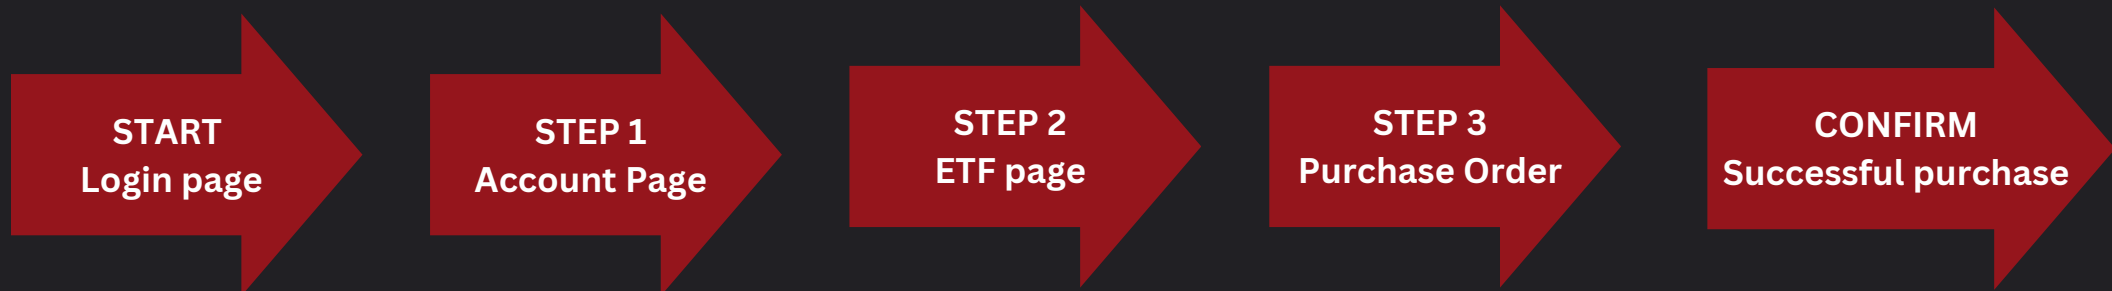 START
Login page
STEP 1
Account Page
STEP 2
ETF page
STEP 3
Purchase Order
CONFIRM
Successful purchase